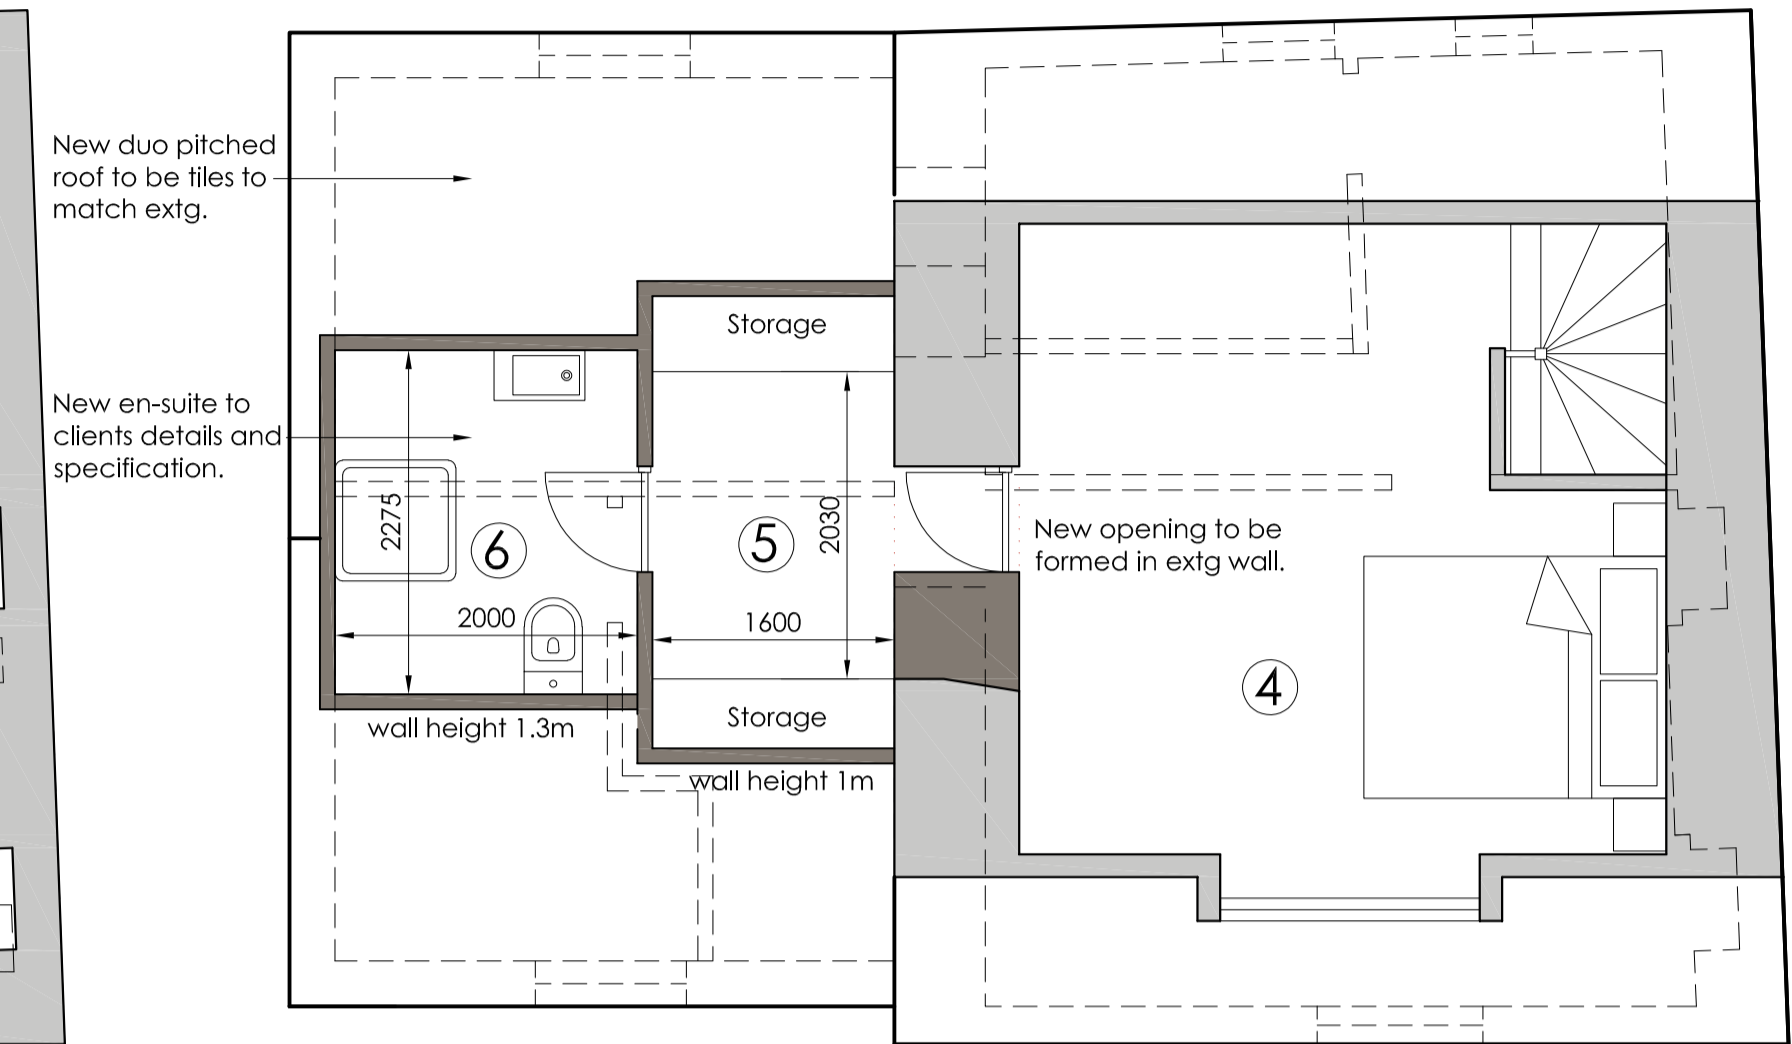 New duo pitched
roof to be tiles to
match extg.
Storage
New en-suite to
clients details and
specification.
2275
6
5
2030
New opening to be
formed in extg wall.
2000
1600
4
Storage
wall height 1.3m
wall height 1m